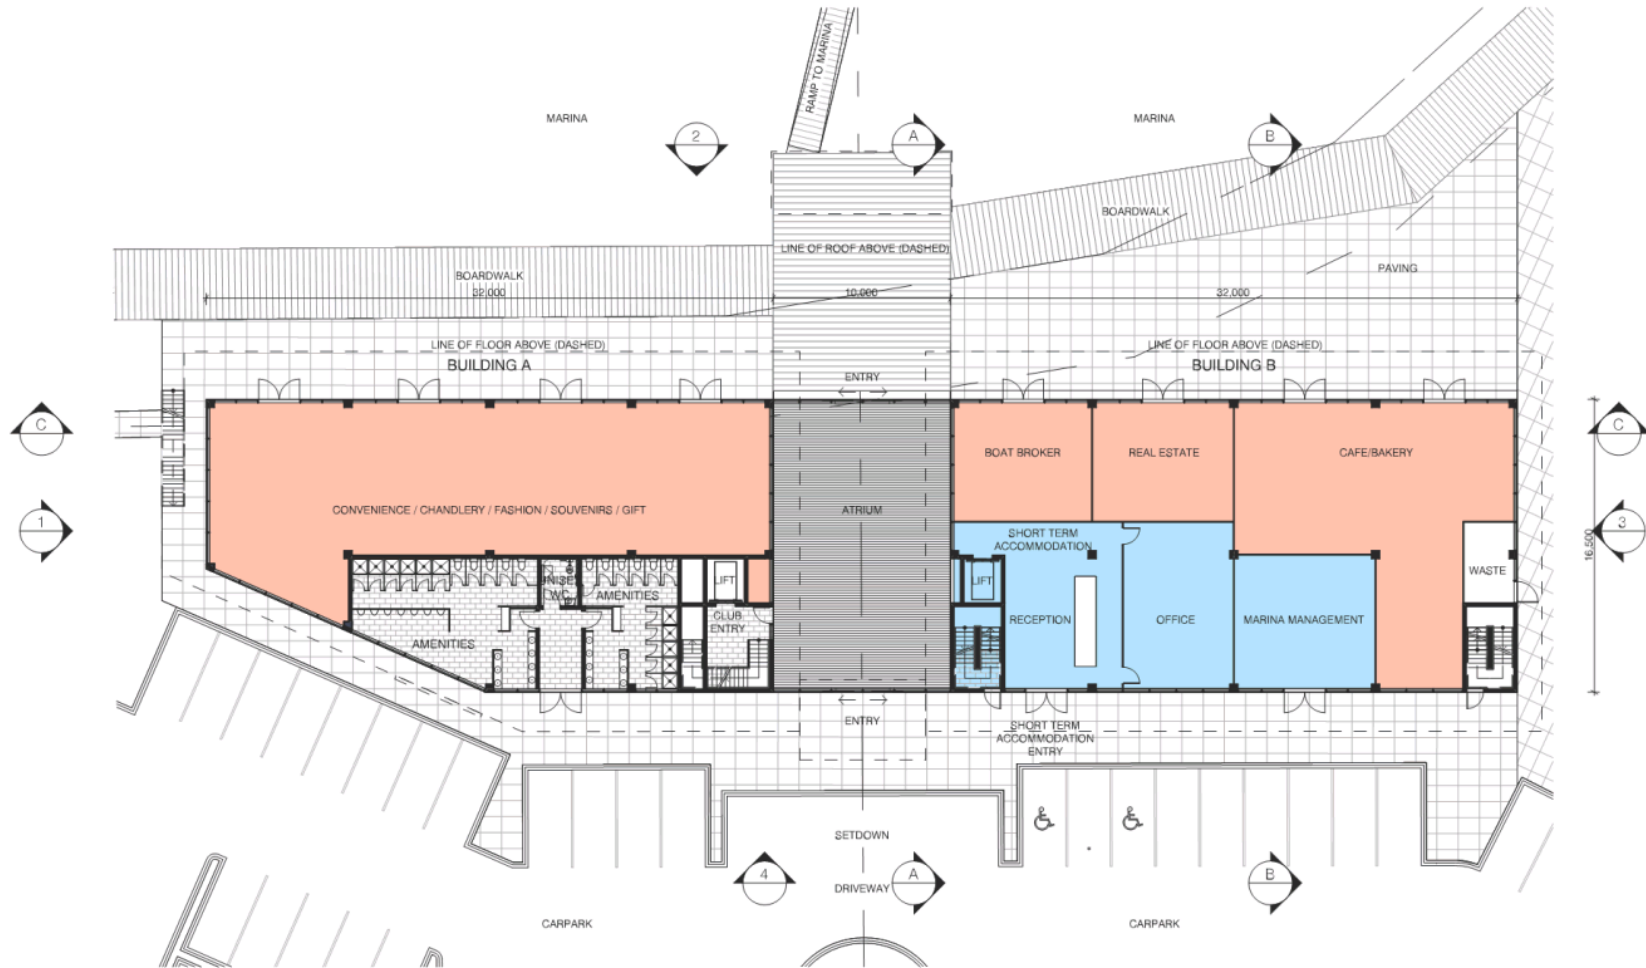 RAMP TO MARINA
MARINA
MARINA
2
A
B
BOARDWALK
LINE OF ROOF ABOVE (DASHED)
PAVING
BOARDWALK
32,000
10,000
32,000
LINE OF FLOOR ABOVE (DASHED)
LINE OF FLOOR ABOVE (DASHED)
BUILDING A
BUILDING B
ENTRY
C
C
BOAT BROKER
REAL ESTATE
CAFE/BAKERY
CONVENIENCE / CHANDLERY / FASHION / SOUVENIRS / GIFT
ATRIUM
1
3
16,500
SHORT TERM
ACCOMMODATION
WASTE
UNISEX
WC
LIFT
LIFT
AMENITIES
CLUB
ENTRY
RECEPTION
OFFICE
MARINA MANAGEMENT
AMENITIES
ENTRY
SHORT TERM
ACCOMMODATION
ENTRY
SETDOWN
4
A
B
DRIVEWAY
CARPARK
CARPARK